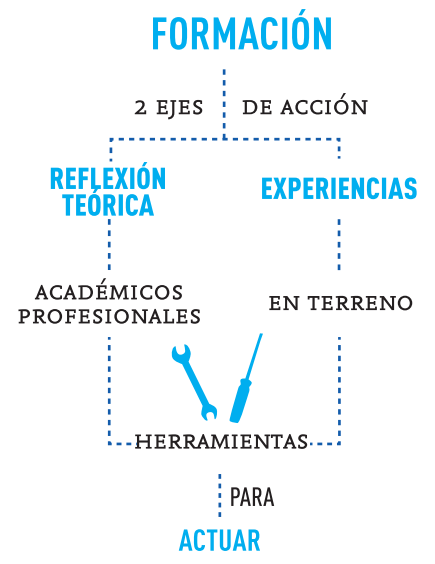 FORMACIÓN
2 EJES DE ACCIÓN
REFLEXIÓN
TEÓRICA
EXPERIENCIAS
ACADÉMICOS
PROFESIONALES
EN TERRENO
HERRAMIENTAS
PARA
ACTUAR